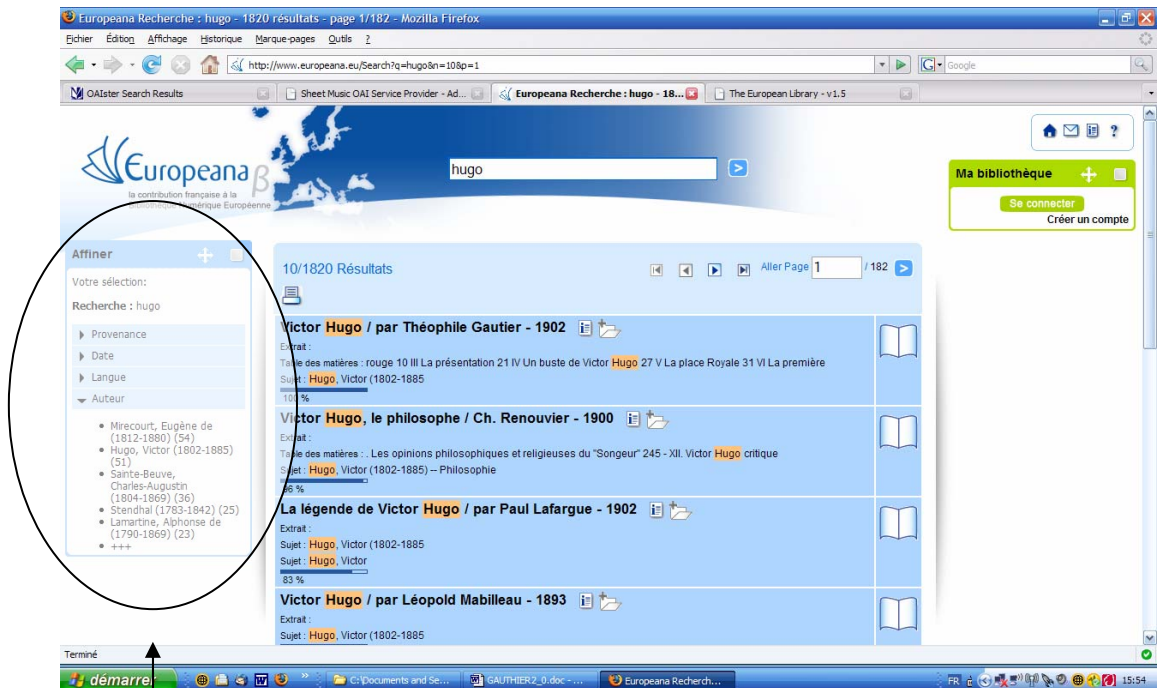 Europeana Recherche : hugo - 1820 résultats - page 1/182 - Mozilla Firefox
Fichier Édition Affichage Historique Marque-pages Outils ?
http://www.europeana.eu/Search?q=hugo&n=10&p=1
Google
OAIster Search Results
Sheet Music OAI Service Provider - Ad...
Europeana Recherche : hugo - 18...
The European Library - v1.5
Europeana β
la contribution française à la
Bibliothèque Numérique Européenne
hugo
>
?
Ma bibliothèque
Se connecter
Créer un compte
Affiner
Votre sélection:
Recherche : hugo
Provenance
Date
Langue
Auteur
• Mirecourt, Eugène de
(1812-1880) (54)
• Hugo, Victor (1802-1885)
(51)
• Sainte-Beuve,
Charles-Augustin
(1804-1869) (36)
• Stendhal (1783-1842) (25)
• Lamartine, Alphonse de
(1790-1869) (23)
• +++
10/1820 Résultats
Aller Page 1 / 182 >
Victor Hugo / par Théophile Gautier - 1902
Extrait :
Table des matières : rouge 10 III La présentation 21 IV Un buste de Victor Hugo 27 V La place Royale 31 VI La première
Sujet : Hugo, Victor (1802-1885
100 %
Victor Hugo, le philosophe / Ch. Renouvier - 1900
Extrait :
Table des matières : . Les opinions philosophiques et religieuses du "Songeur" 245 - XII. Victor Hugo critique
Sujet : Hugo, Victor (1802-1885) -- Philosophie
96 %
La légende de Victor Hugo / par Paul Lafargue - 1902
Extrait :
Sujet : Hugo, Victor (1802-1885
Sujet : Hugo, Victor
83 %
Victor Hugo / par Léopold Mabilleau - 1893
Extrait :
Sujet : Hugo, Victor (1802-1885
Terminé
démarrer
C:\Documents and Se...
GAUTHIER2_0.doc - ...
Europeana Recherch...
FR
15:54